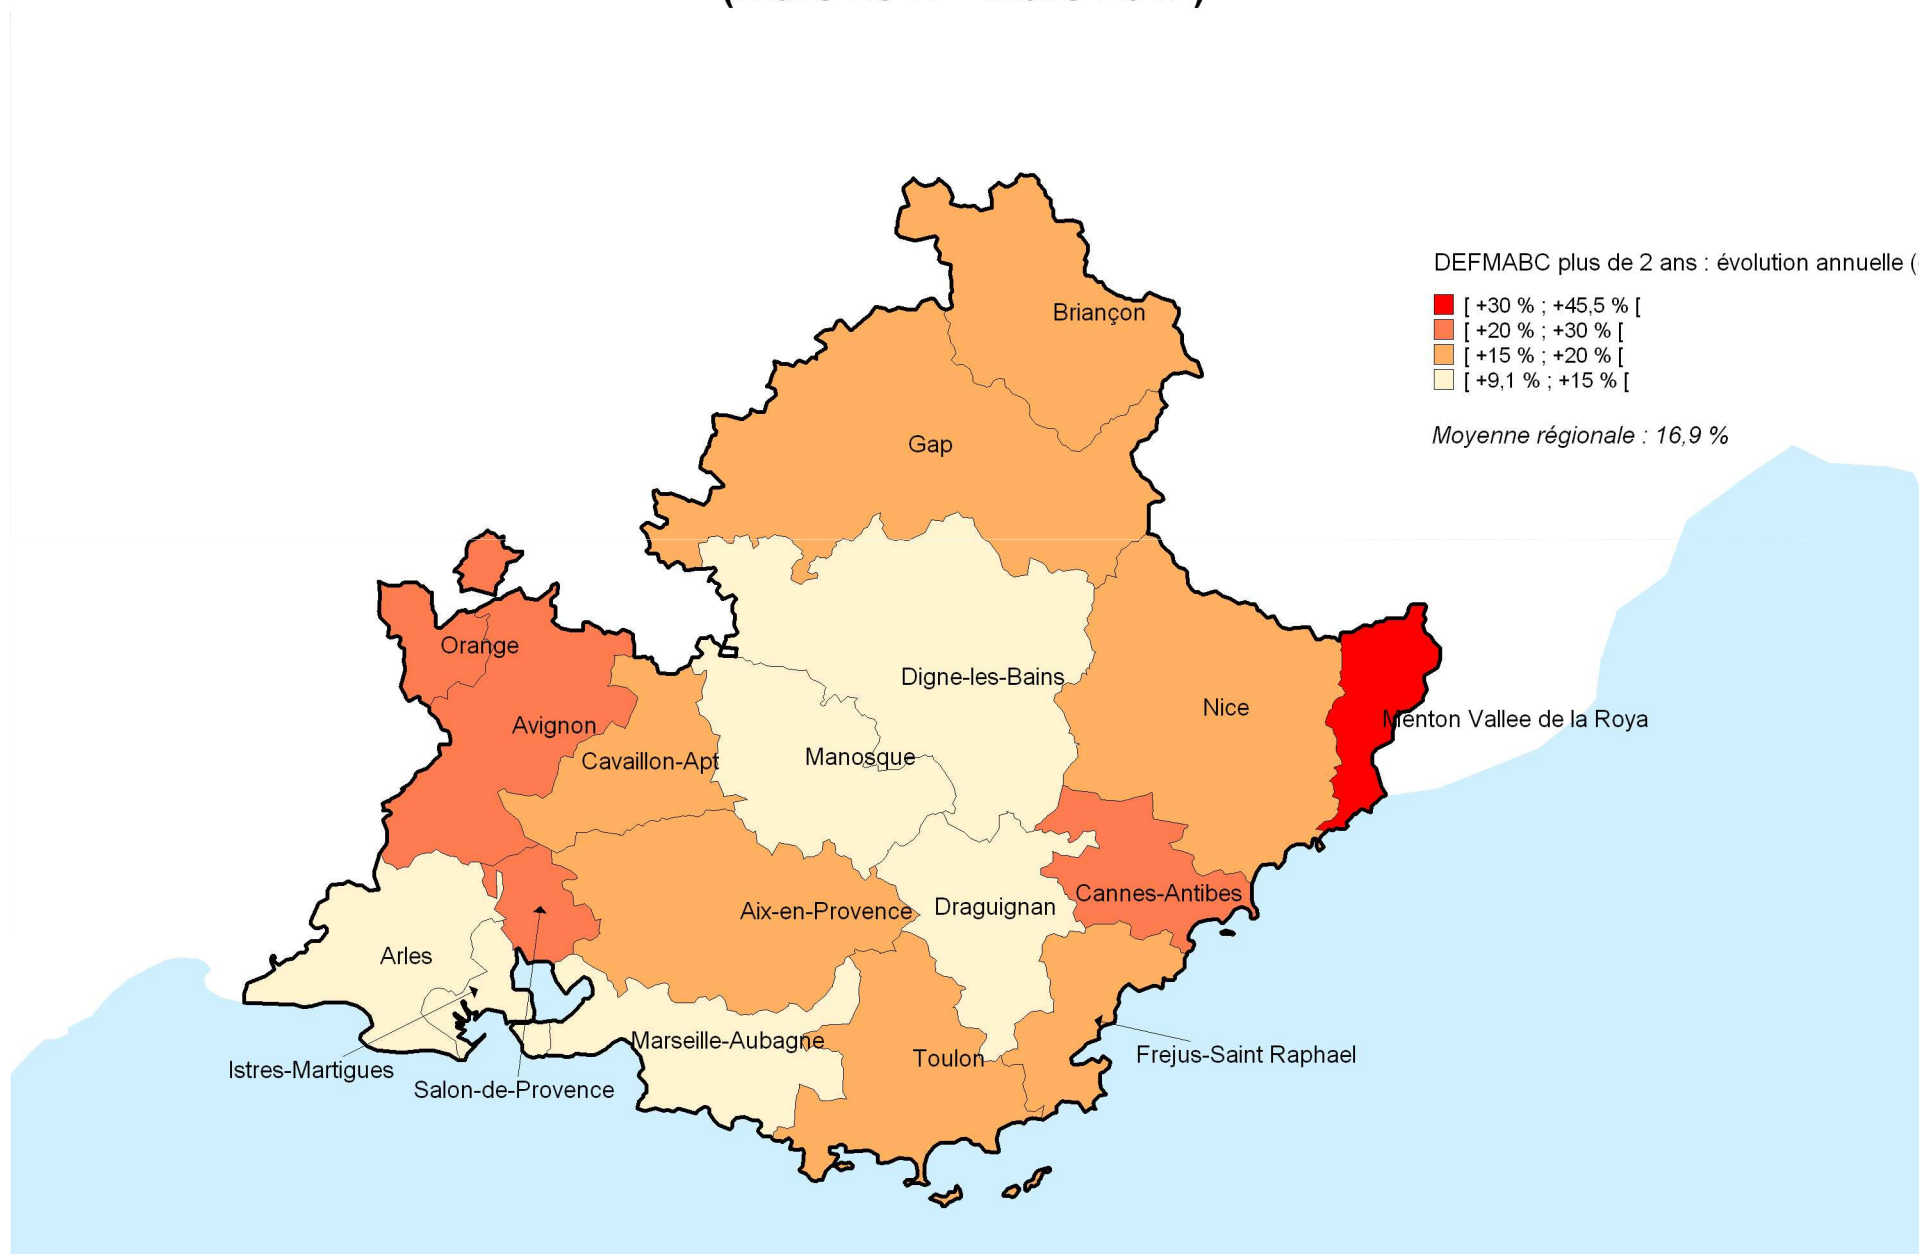 Briançon
DEFMABC plus de 2 ans : évolution annuelle (
[ +30 % ; +45,5 % [
[ +20 % ; +30 % [
[ +15 % ; +20 % [
[ +9,1 % ; +15 % [
Moyenne régionale : 16,9 %
Gap
Orange
Digne-les-Bains
Nice
Menton Vallee de la Roya
Avignon
Cavaillon-Apt
Manosque
Cannes-Antibes
Aix-en-Provence
Draguignan
Arles
Marseille-Aubagne
Toulon
Frejus-Saint Raphael
Istres-Martigues
Salon-de-Provence